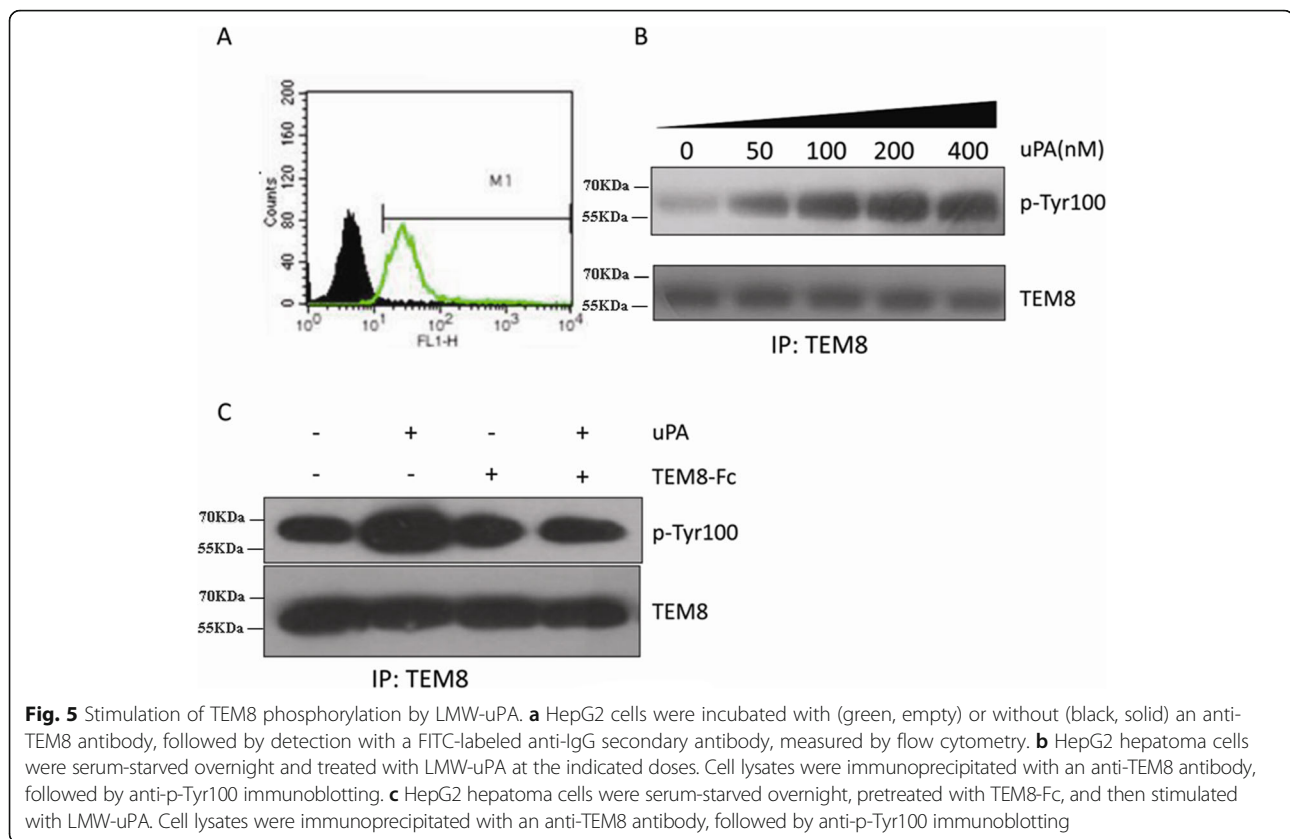 A
200
160
120
80
40
0
Counts
M1
10^0 10^1 10^2 10^3 10^4
FL1-H
B
0 50 100 200 400 uPA(nM)
70KDa
55KDa
p-Tyr100
70KDa
55KDa
TEM8
IP: TEM8
C
- + - + uPA
- - + + TEM8-Fc
70KDa
55KDa
p-Tyr100
70KDa
55KDa
TEM8
IP: TEM8
Fig. 5 Stimulation of TEM8 phosphorylation by LMW-uPA. a HepG2 cells were incubated with (green, empty) or without (black, solid) an anti-
TEM8 antibody, followed by detection with a FITC-labeled anti-IgG secondary antibody, measured by flow cytometry. b HepG2 hepatoma cells
were serum-starved overnight and treated with LMW-uPA at the indicated doses. Cell lysates were immunoprecipitated with an anti-TEM8 antibody,
followed by anti-p-Tyr100 immunoblotting. c HepG2 hepatoma cells were serum-starved overnight, pretreated with TEM8-Fc, and then stimulated
with LMW-uPA. Cell lysates were immunoprecipitated with an anti-TEM8 antibody, followed by anti-p-Tyr100 immunoblotting